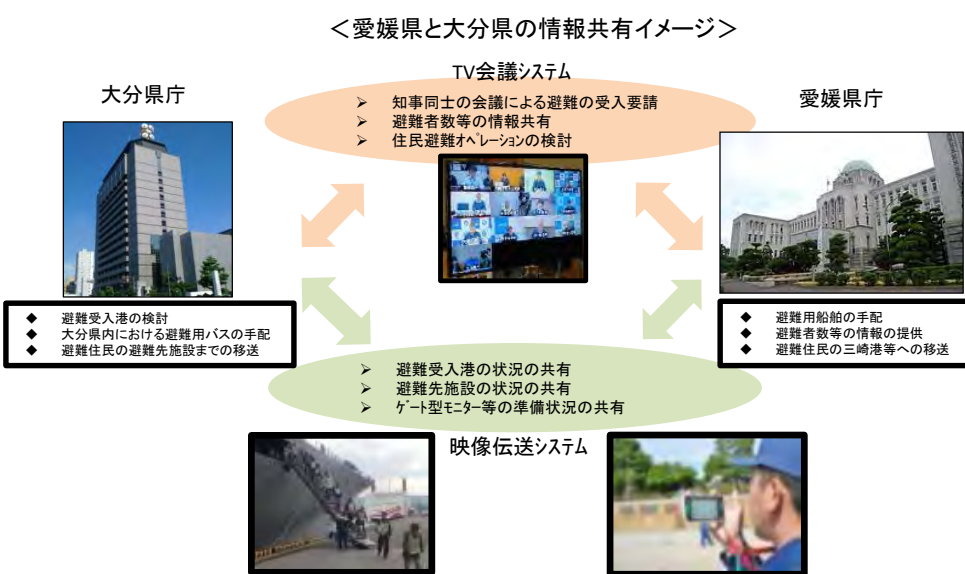 ＜愛媛県と大分県の情報共有イメージ＞
TV会議システム
大分県庁
愛媛県庁
➢ 知事同士の会議による避難の受入要請
➢ 避難者数等の情報共有
➢ 住民避難ｵﾍﾟﾚｰｼｮﾝの検討
◆ 避難受入港の検討
◆ 大分県内における避難用バスの手配
◆ 避難住民の避難先施設までの移送
◆ 避難用船舶の手配
◆ 避難者数等の情報の提供
◆ 避難住民の三崎港等への移送
➢ 避難受入港の状況の共有
➢ 避難先施設の状況の共有
➢ ｹﾞｰﾄ型ﾓﾆﾀｰ等の準備状況の共有
映像伝送ｼｽﾃﾑ